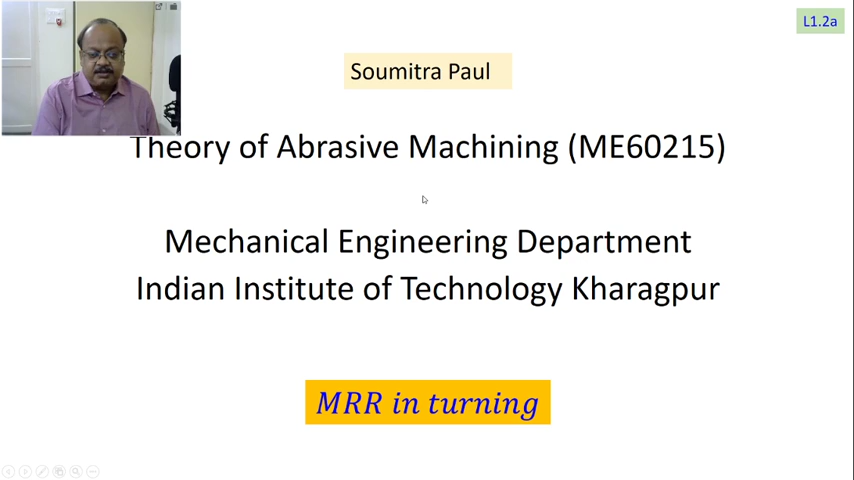 L1.2a
Soumitra Paul
Theory of Abrasive Machining (ME60215)
Mechanical Engineering Department
Indian Institute of Technology Kharagpur
MRR in turning